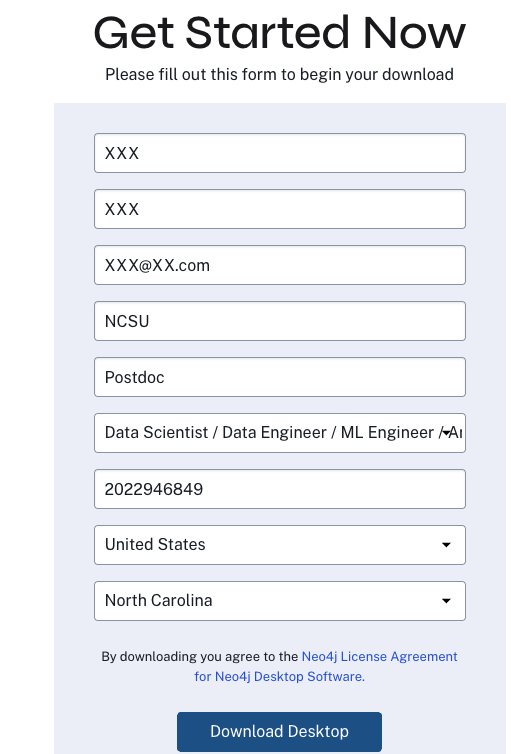 Get Started Now
Please fill out this form to begin your download
XXX
XXX
XXX@XX.com
NCSU
Postdoc
Data Scientist / Data Engineer / ML Engineer /
2022946849
United States
North Carolina
By downloading you agree to the Neo4j License Agreement
for Neo4j Desktop Software.
Download Desktop